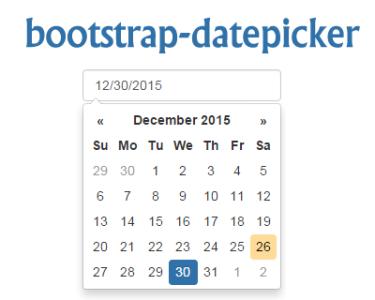 bootstrap-datepicker
12/30/2015
« December 2015 »
Su Mo Tu We Th Fr Sa
29 30 1 2 3 4 5
6 7 8 9 10 11 12
13 14 15 16 17 18 19
20 21 22 23 24 25 26
27 28 29 30 31 1 2